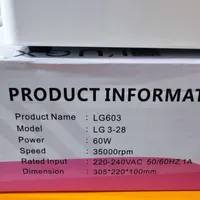 PRODUCT INFORMAT
Product Name : LG603
Model : LG 3-28
Power : 60W
Speed : 35000rpm
Rated Input : 220-240VAC 50/60HZ 1A
Dimension : 305*220*100mm